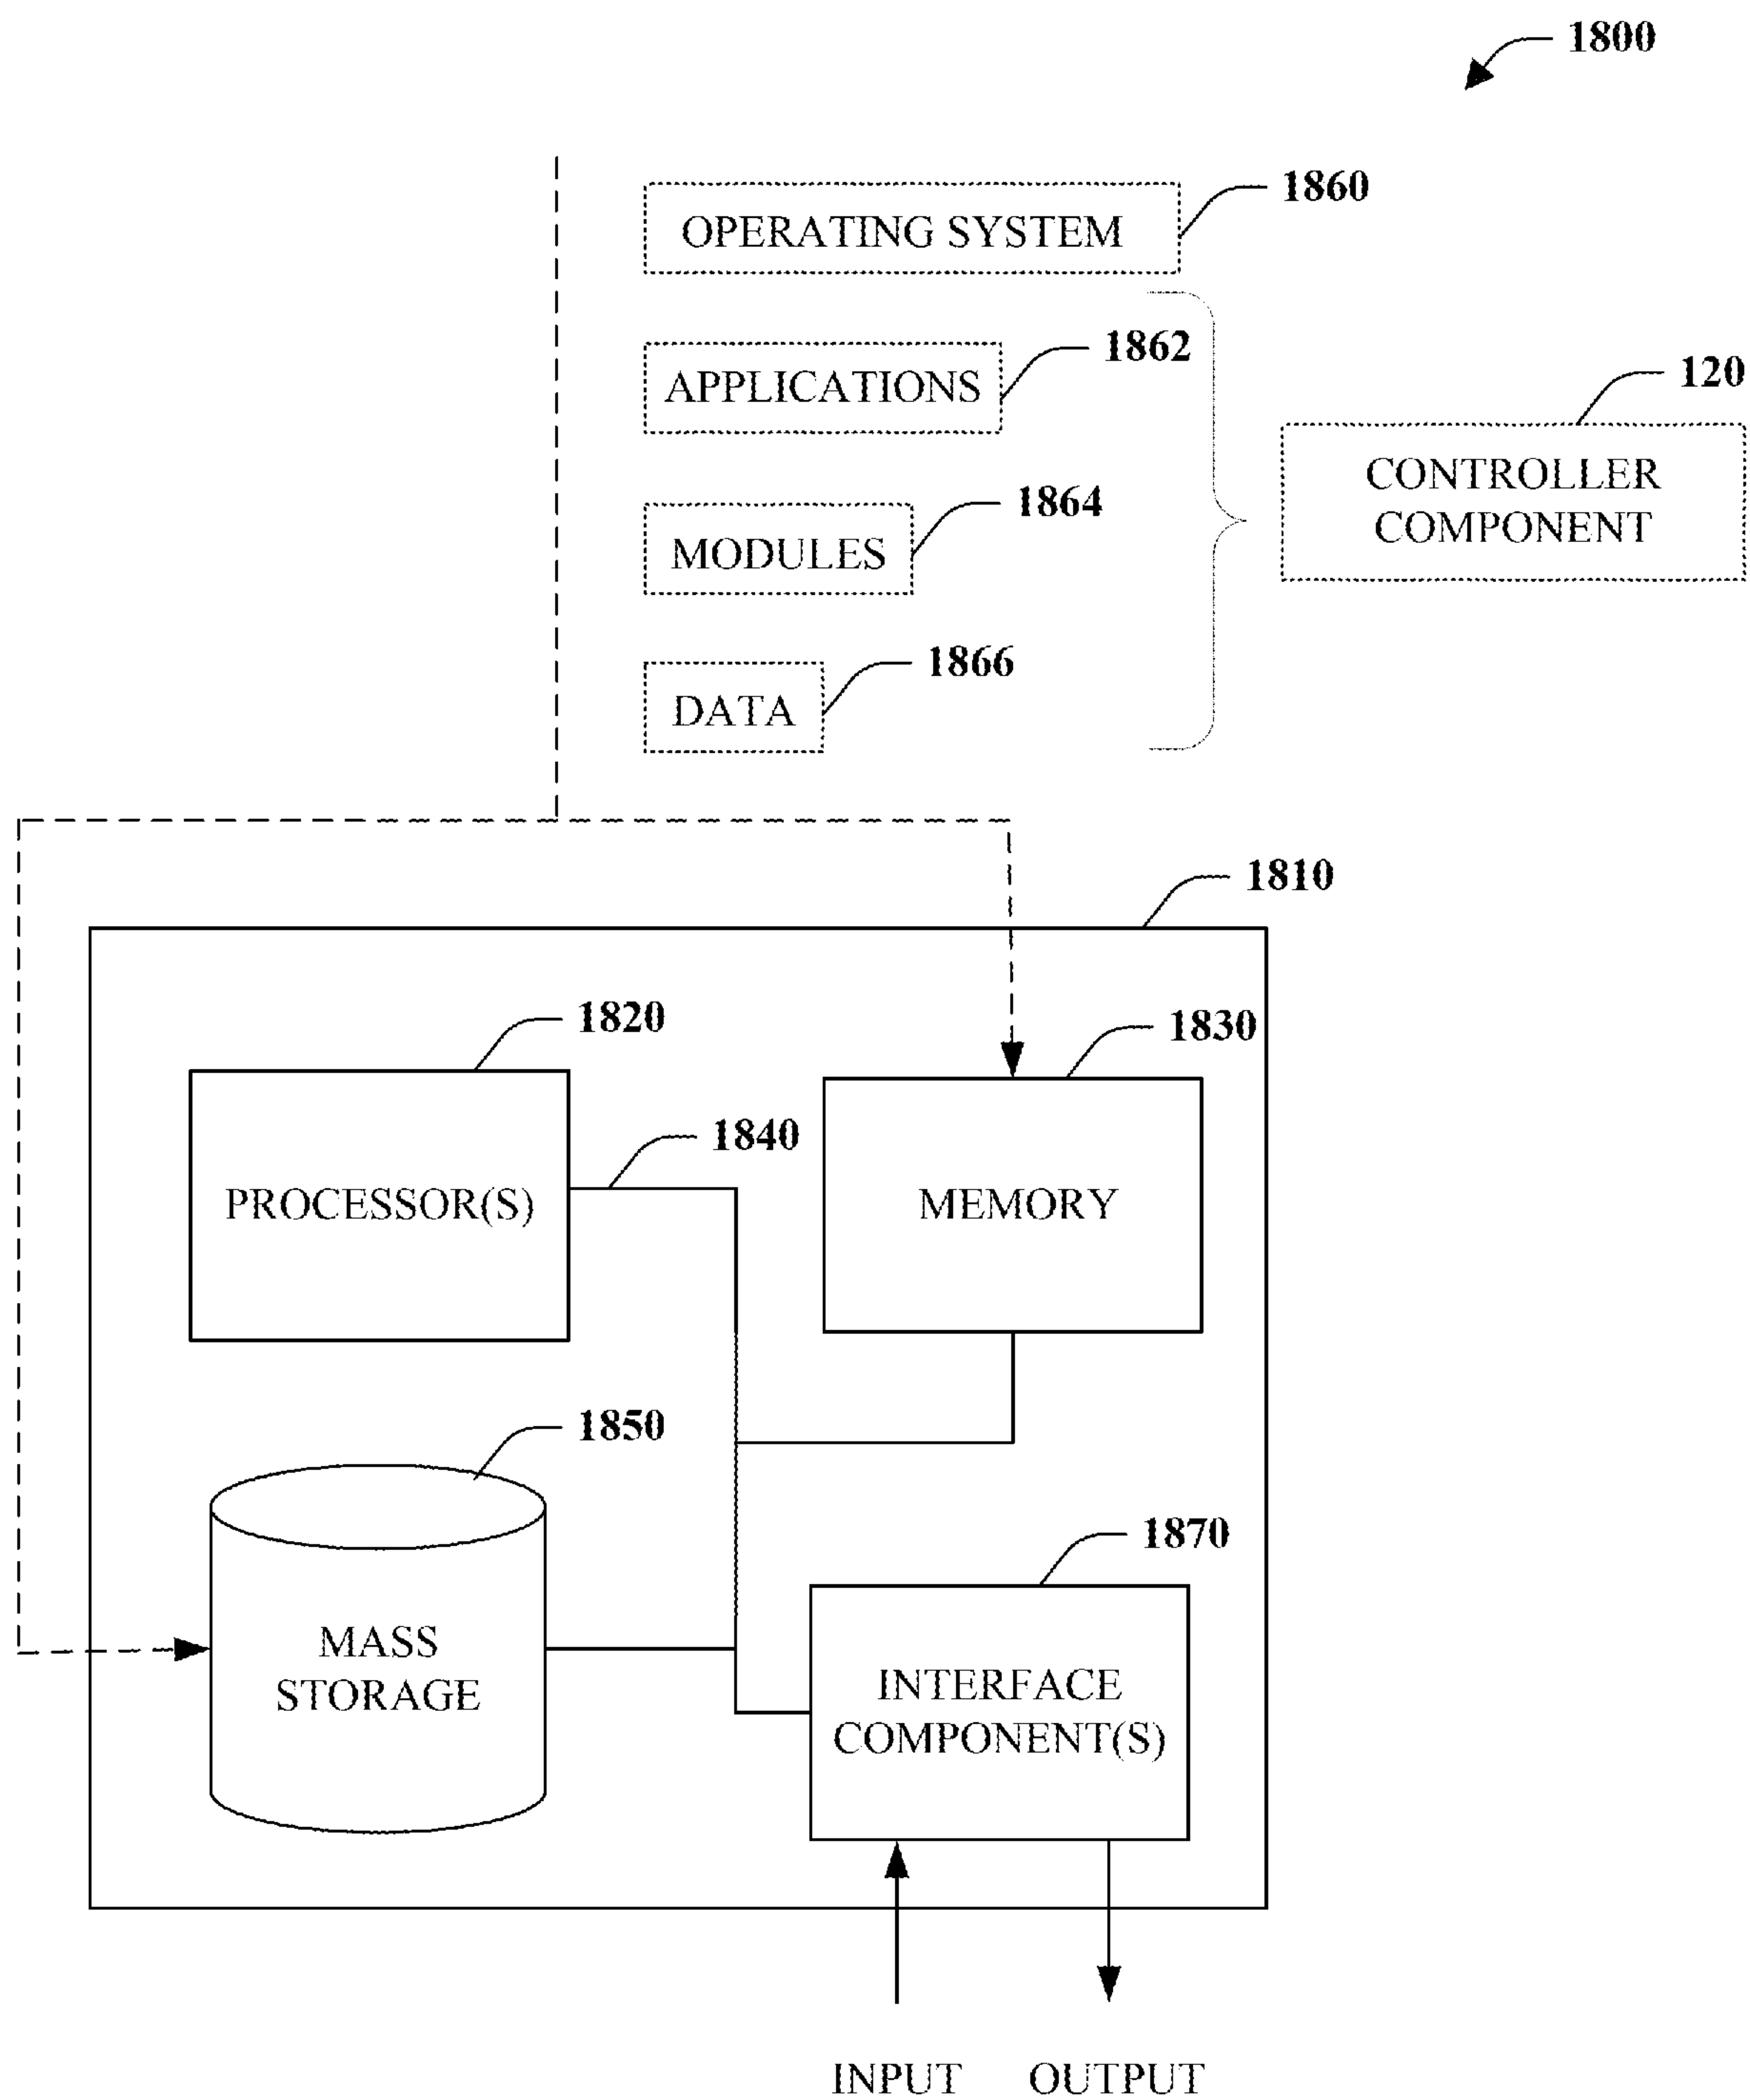 1800
1860
OPERATING SYSTEM
1862
APPLICATIONS
120
CONTROLLER
COMPONENT
1864
MODULES
1866
DATA
1810
1820
1830
1840
PROCESSOR(S)
MEMORY
1850
1870
MASS
STORAGE
INTERFACE
COMPONENT(S)
INPUT
OUTPUT